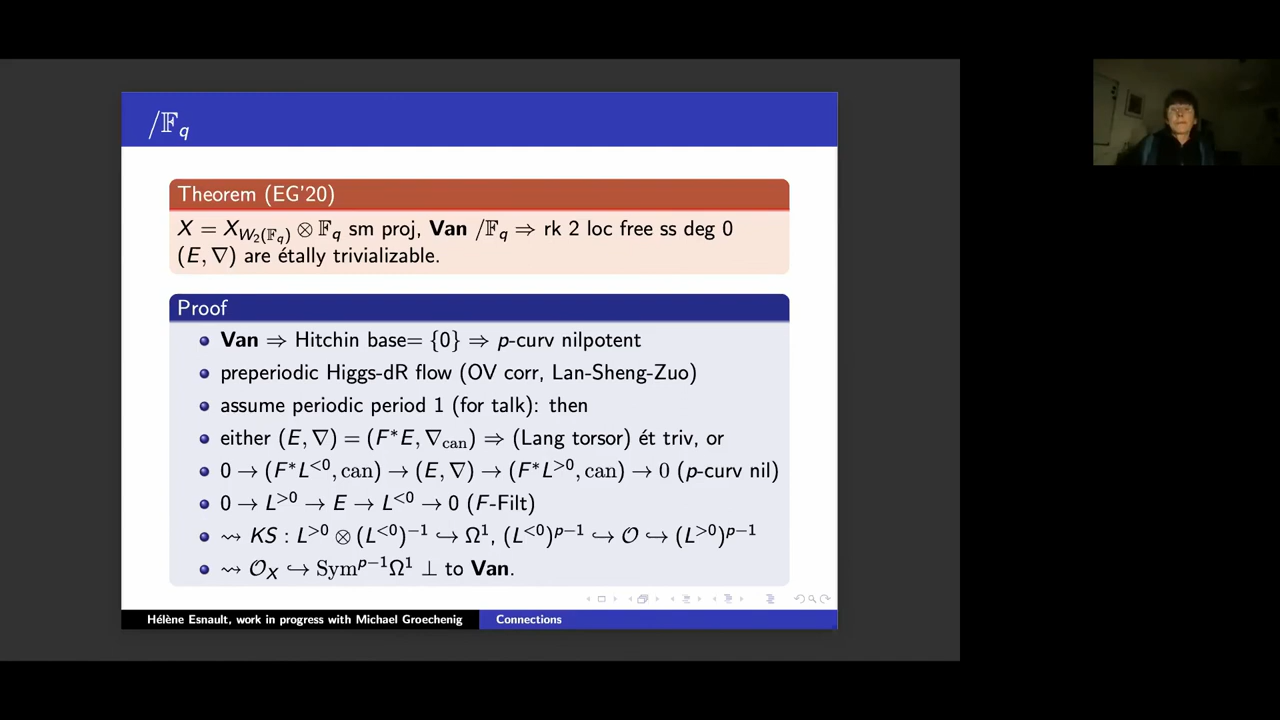 /𝔽_q
Theorem (EG'20)
X = X_{W_2(𝔽_q)} ⊗ 𝔽_q sm proj, Van /𝔽_q ⇒ rk 2 loc free ss deg 0
(E, ∇) are étally trivializable.
Proof
Van ⇒ Hitchin base= {0} ⇒ p-curv nilpotent
preperiodic Higgs-dR flow (OV corr, Lan-Sheng-Zuo)
assume periodic period 1 (for talk): then
either (E, ∇) = (F*E, ∇_can) ⇒ (Lang torsor) ét triv, or
0 → (F*L^{<0}, can) → (E, ∇) → (F*L^{>0}, can) → 0 (p-curv nil)
0 → L^{>0} → E → L^{<0} → 0 (F-Filt)
⇝ KS : L^{>0} ⊗ (L^{<0})^{-1} ↪ Ω^1, (L^{<0})^{p-1} ↪ 𝒪 ↪ (L^{>0})^{p-1}
⇝ 𝒪_X ↪ Sym^{p-1}Ω^1 ⊥ to Van.
Hélène Esnault, work in progress with Michael Groechenig
Connections